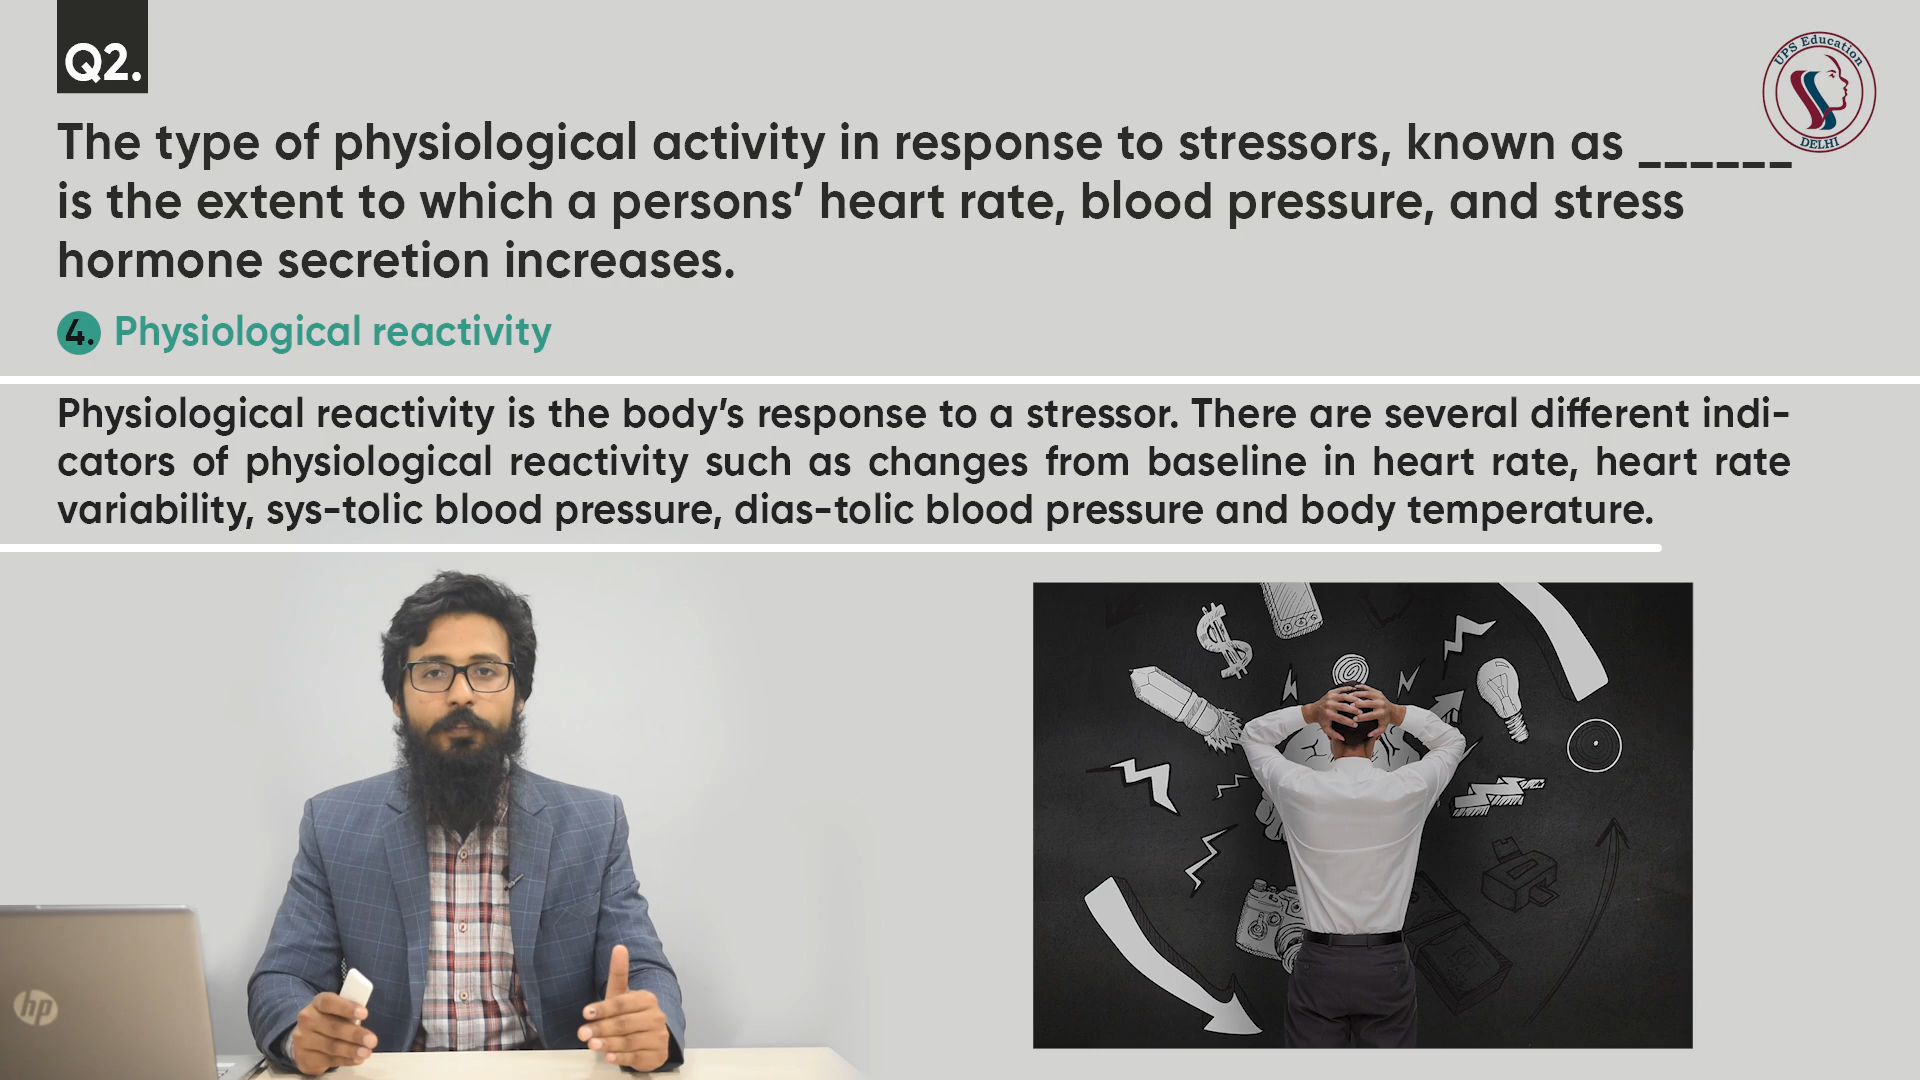 Q2.
UPS Education
DELHI
The type of physiological activity in response to stressors, known as ______
is the extent to which a persons’ heart rate, blood pressure, and stress
hormone secretion increases.
4. Physiological reactivity
Physiological reactivity is the body’s response to a stressor. There are several different indi-
cators of physiological reactivity such as changes from baseline in heart rate, heart rate
variability, sys-tolic blood pressure, dias-tolic blood pressure and body temperature.
hp